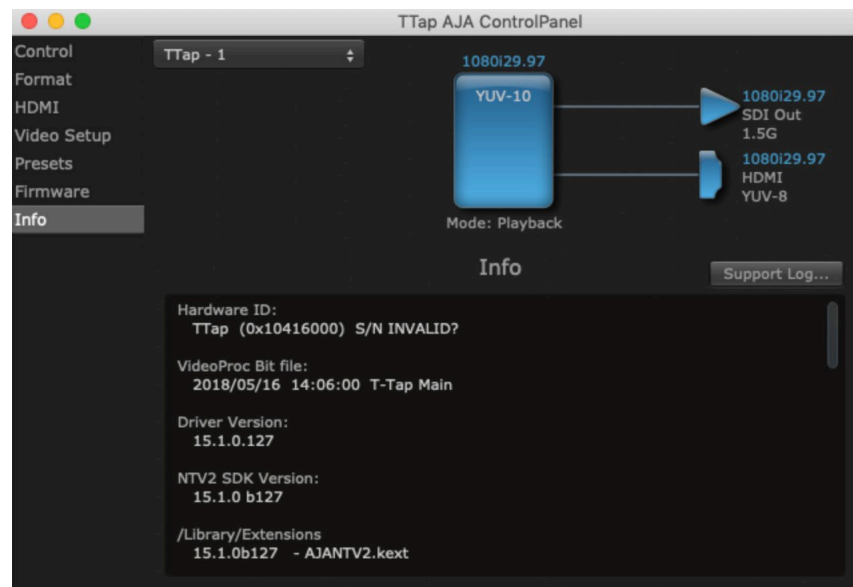 TTap AJA ControlPanel
Control
Format
HDMI
Video Setup
Presets
Firmware
Info
TTap - 1
1080i29.97
YUV-10
1080i29.97
SDI Out
1.5G
1080i29.97
HDMI
YUV-8
Mode: Playback
Info
Support Log...
Hardware ID:
TTap (0x10416000) S/N INVALID?
VideoProc Bit file:
2018/05/16 14:06:00 T-Tap Main
Driver Version:
15.1.0.127
NTV2 SDK Version:
15.1.0 b127
/Library/Extensions
15.1.0b127 - AJANTV2.kext